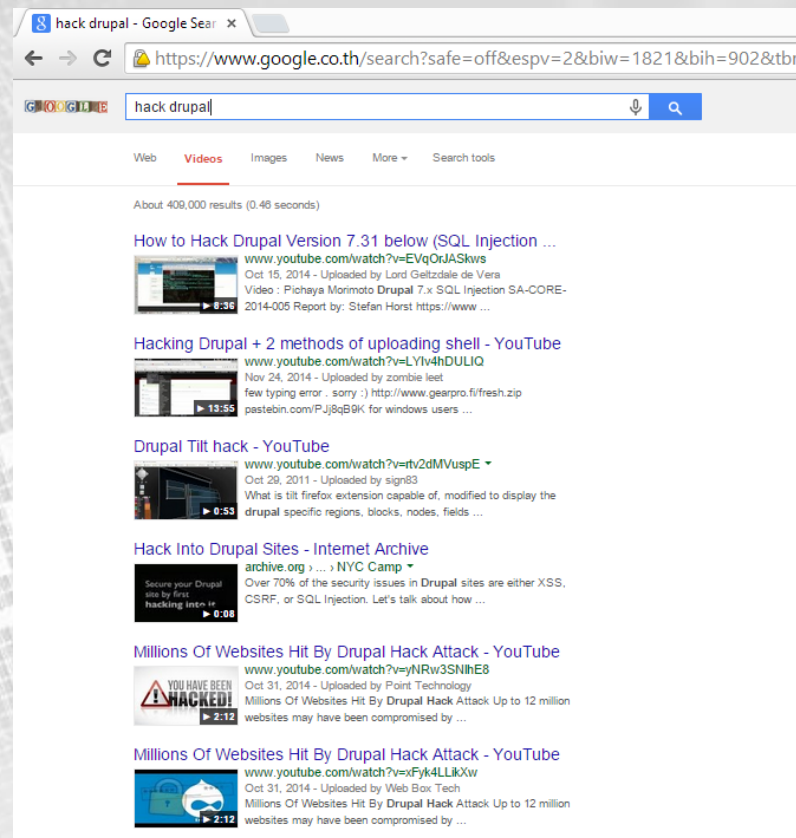 hack drupal - Google Sear
https://www.google.co.th/search?safe=off&espv=2&biw=1821&bih=902&tbr
GOOGLE
hack drupal
Web Videos Images News More Search tools
About 409,000 results (0.46 seconds)
How to Hack Drupal Version 7.31 below (SQL Injection ...
www.youtube.com/watch?v=EVqOrJASkws
Oct 15, 2014 - Uploaded by Lord Geltzdale de Vera
Video : Pichaya Morimoto Drupal 7.x SQL Injection SA-CORE-
2014-005 Report by: Stefan Horst https://www ...
8:36
Hacking Drupal + 2 methods of uploading shell - YouTube
www.youtube.com/watch?v=LYIv4hDULIQ
Nov 24, 2014 - Uploaded by zombie leet
few typing error . sorry :) http://www.gearpro.fi/fresh.zip
pastebin.com/PJj8qB9K for windows users ...
13:55
Drupal Tilt hack - YouTube
www.youtube.com/watch?v=rtv2dMVuspE
Oct 29, 2011 - Uploaded by sign83
What is tilt firefox extension capable of, modified to display the
drupal specific regions, blocks, nodes, fields ...
0:53
Hack Into Drupal Sites - Internet Archive
archive.org › ... › NYC Camp
Over 70% of the security issues in Drupal sites are either XSS,
CSRF, or SQL Injection. Let's talk about how ...
Secure your Drupal
site by first
hacking into it
0:08
Millions Of Websites Hit By Drupal Hack Attack - YouTube
www.youtube.com/watch?v=yNRw3SNlhE8
Oct 31, 2014 - Uploaded by Point Technology
Millions Of Websites Hit By Drupal Hack Attack Up to 12 million
websites may have been compromised by ...
YOU HAVE BEEN
HACKED!
2:12
Millions Of Websites Hit By Drupal Hack Attack - YouTube
www.youtube.com/watch?v=xFyk4LLikXw
Oct 31, 2014 - Uploaded by Web Box Tech
Millions Of Websites Hit By Drupal Hack Attack Up to 12 million
websites may have been compromised by ...
2:12